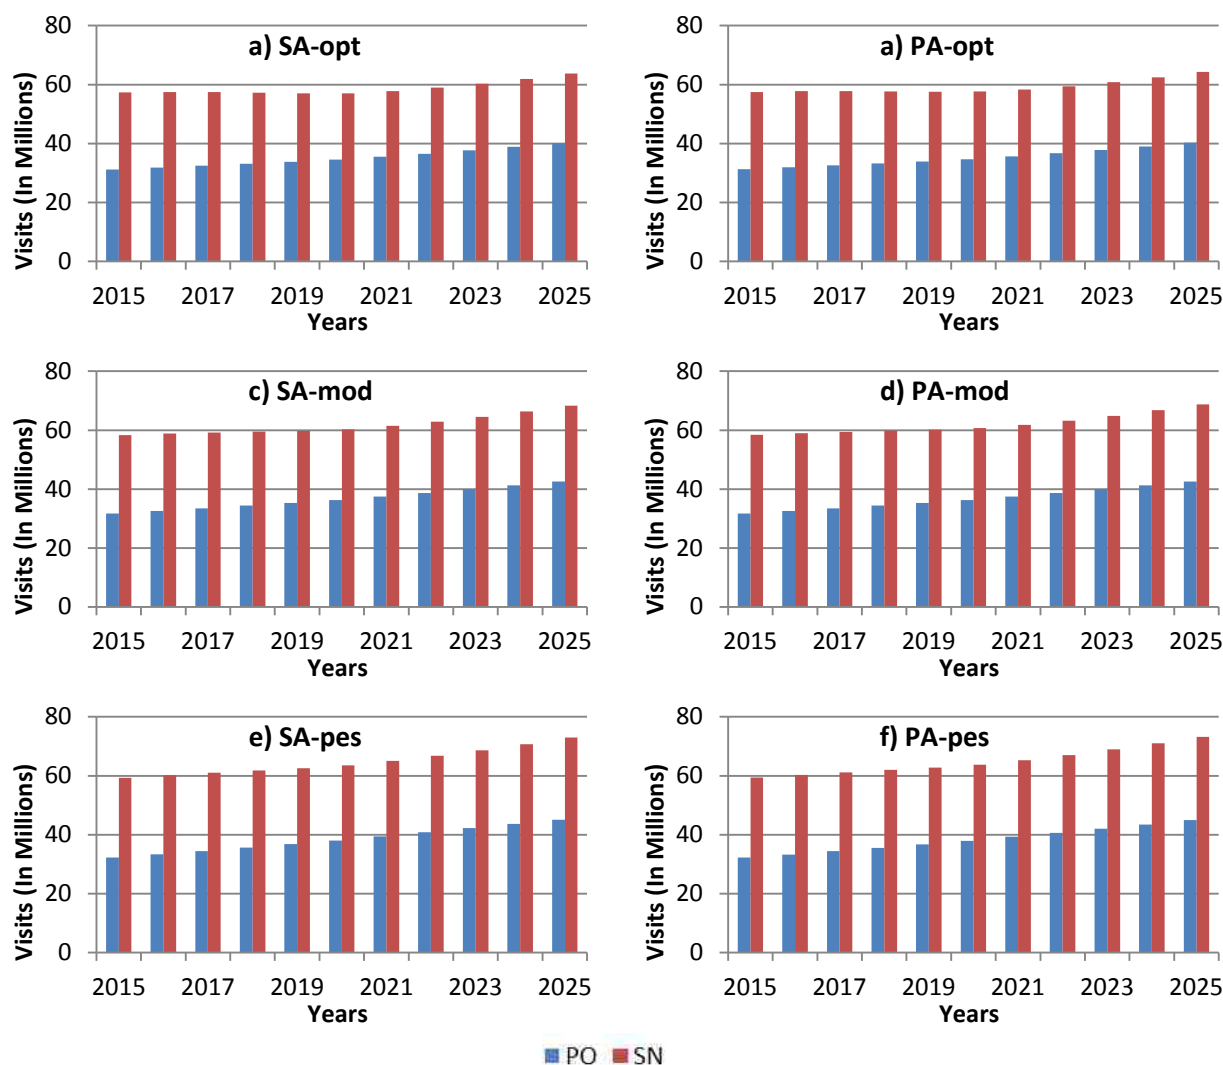 a) SA-opt
Visits (In Millions)
80
60
40
20
0
2015 2017 2019 2021 2023 2025
Years
a) PA-opt
Visits (In Millions)
80
60
40
20
0
2015 2017 2019 2021 2023 2025
Years
c) SA-mod
Visits (In Millions)
80
60
40
20
0
2015 2017 2019 2021 2023 2025
Years
d) PA-mod
Visits (In Millions)
80
60
40
20
0
2015 2017 2019 2021 2023 2025
Years
e) SA-pes
Visits (In Millions)
80
60
40
20
0
2015 2017 2019 2021 2023 2025
Years
f) PA-pes
Visits (In Millions)
80
60
40
20
0
2015 2017 2019 2021 2023 2025
Years
PO SN